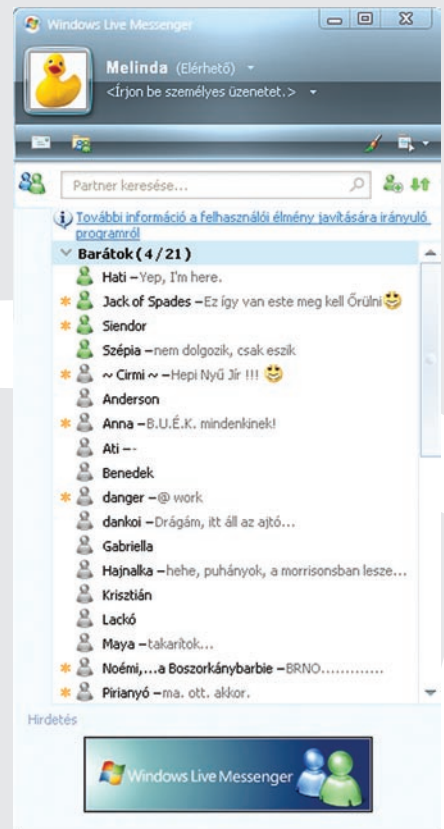 Windows Live Messenger
Melinda (Elérhető)
<Írjon be személyes üzenetet.>
Partner keresése...
További információ a felhasználói élmény javítására irányuló
programról
Barátok (4/21)
Hati –Yep, I'm here.
Jack of Spades –Ez így van este meg kell Őrülni
Siendor
Szépia –nem dolgozik, csak eszik
~ Cirmi ~ –Hepi Nyű Jír !!!
Anderson
Anna –B.U.É.K. mindenkinek!
Ati –-
Benedek
danger –@ work
dankoi –Drágám, itt áll az ajtó...
Gabriella
Hajnalka –hehe, puhányok, a morrisonsban lesze...
Krisztián
Lackó
Maya –takarítok...
Noémi,...a Boszorkánybarbie –BRNO.............
Pirianyó –ma. ott. akkor.
Hirdetés
Windows Live Messenger